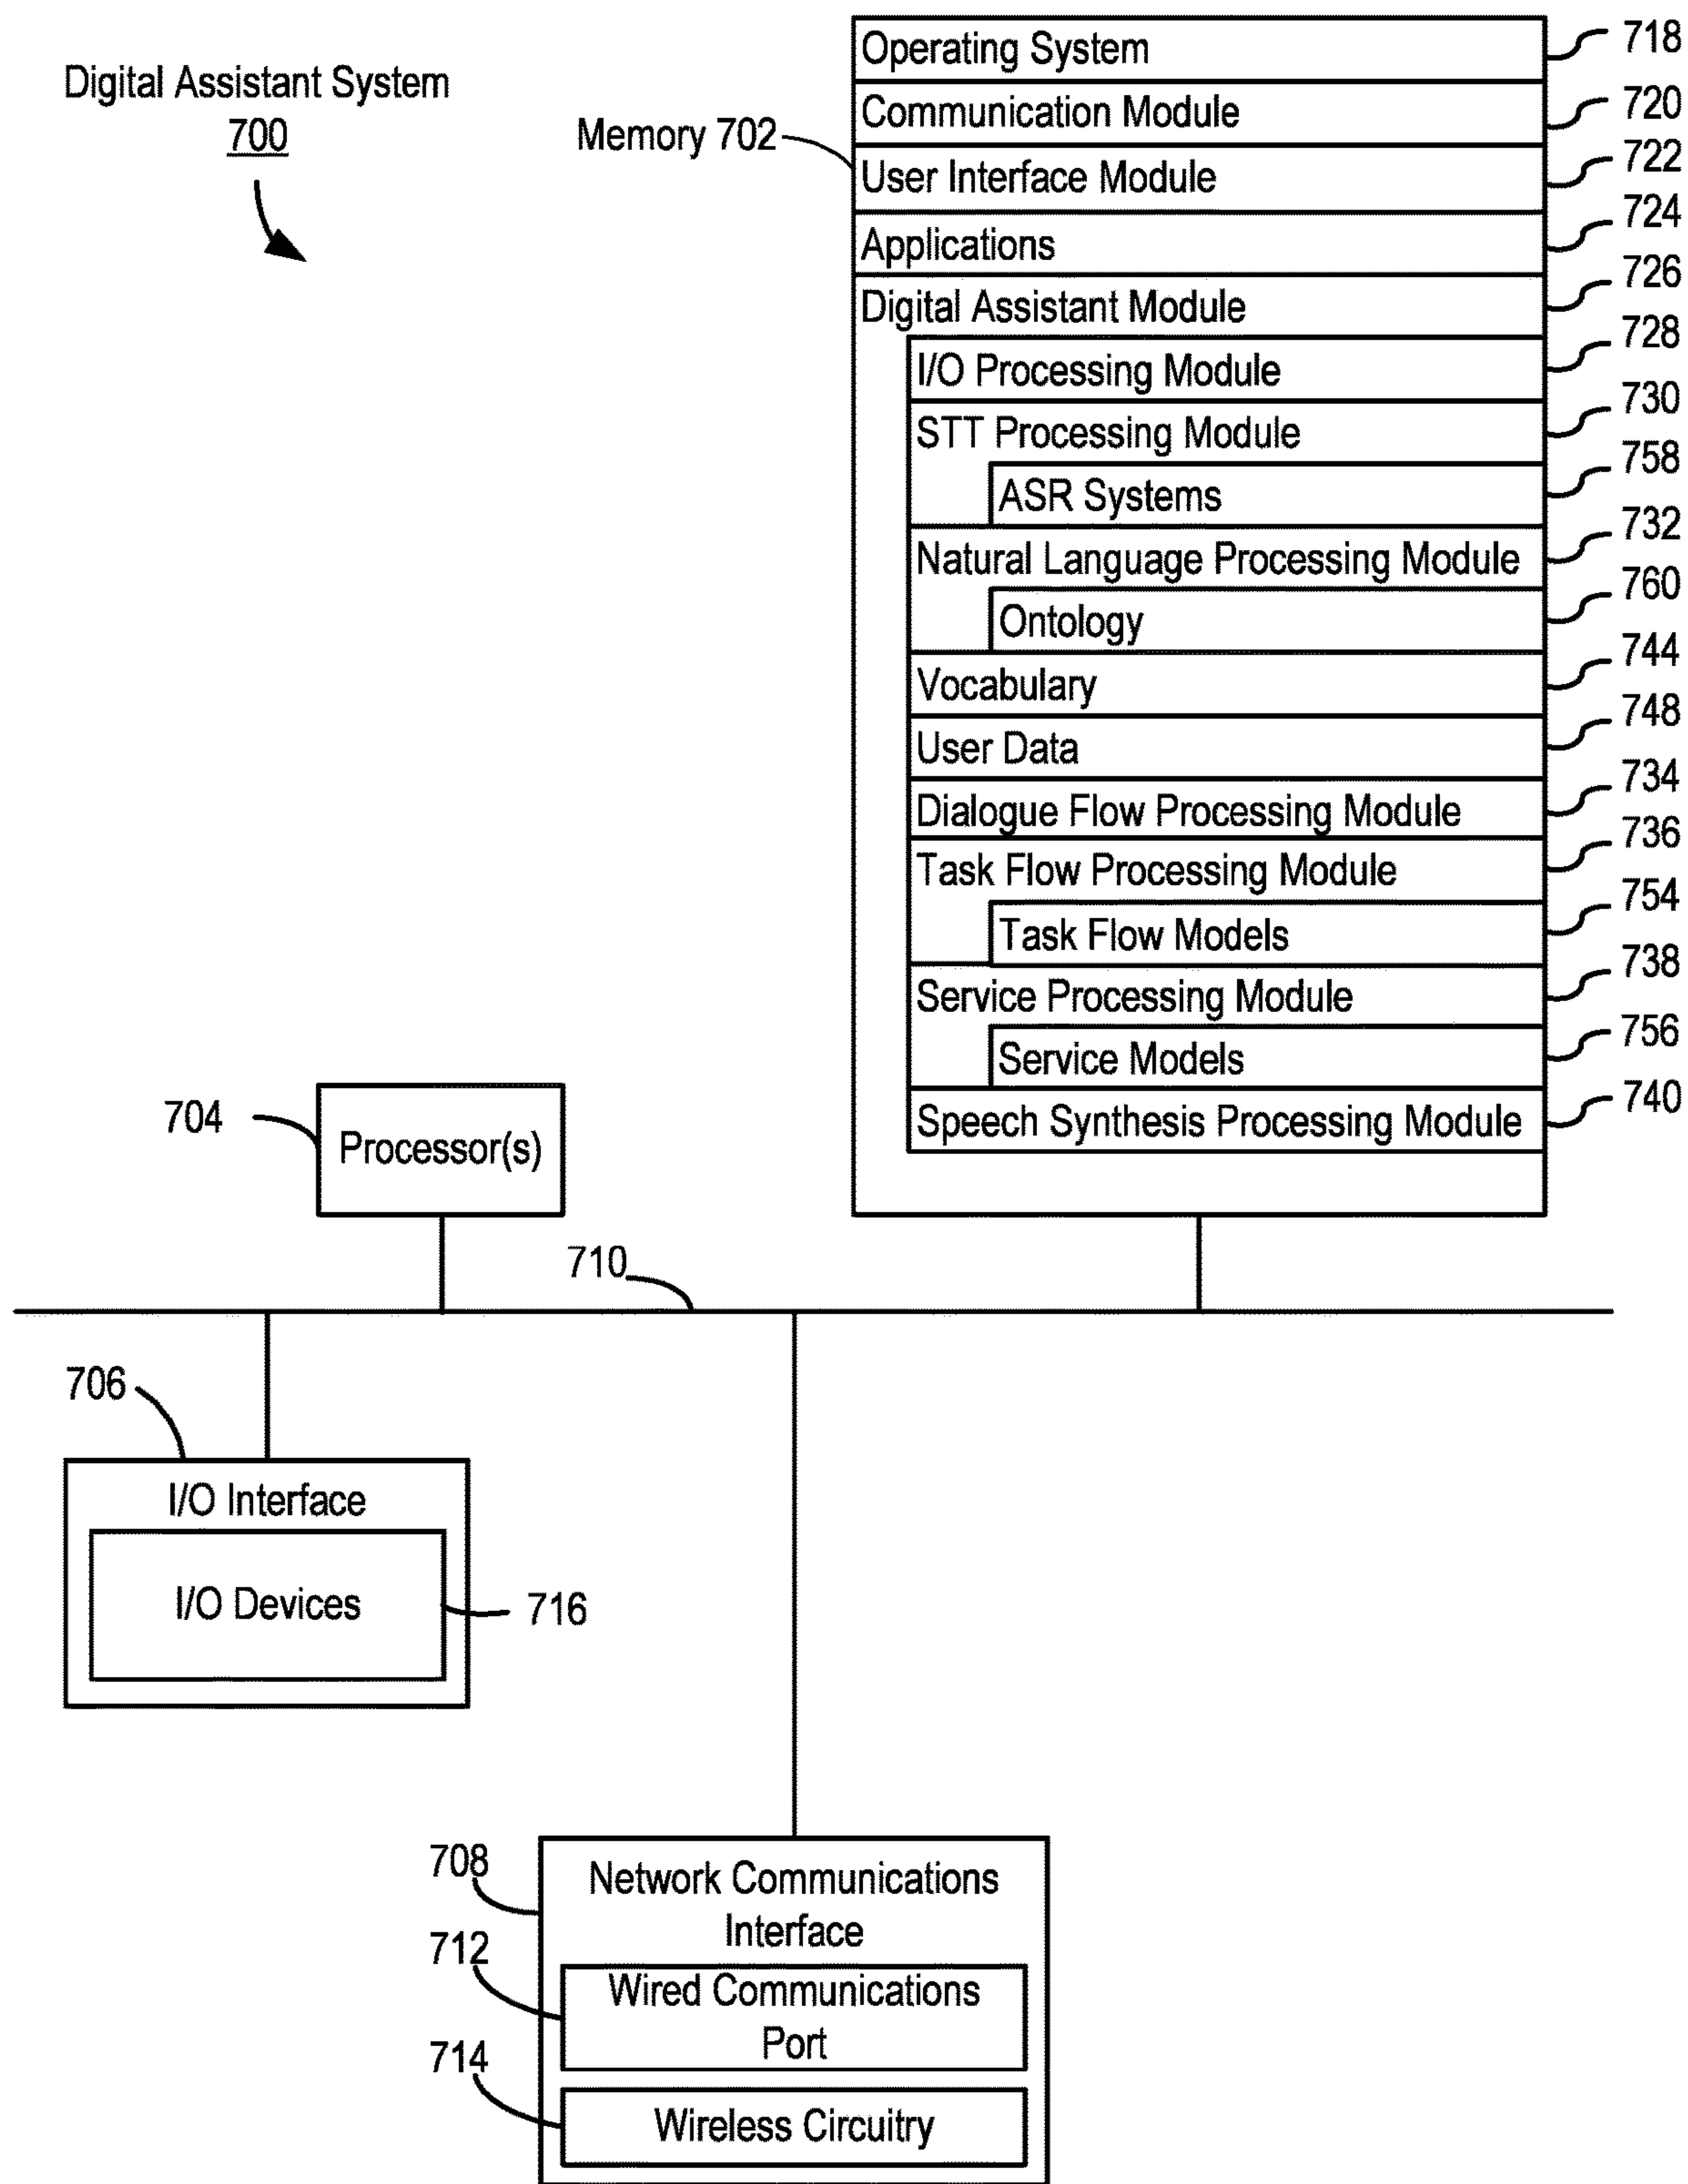 Digital Assistant System
700
Memory 702
Operating System 718
Communication Module 720
User Interface Module 722
Applications 724
Digital Assistant Module 726
I/O Processing Module 728
STT Processing Module 730
ASR Systems 758
Natural Language Processing Module 732
Ontology 760
Vocabulary 744
User Data 748
Dialogue Flow Processing Module 734
Task Flow Processing Module 736
Task Flow Models 754
Service Processing Module 738
Service Models 756
Speech Synthesis Processing Module 740
704
Processor(s)
710
706
I/O Interface
I/O Devices
716
708
Network Communications
Interface
712
Wired Communications
Port
714
Wireless Circuitry